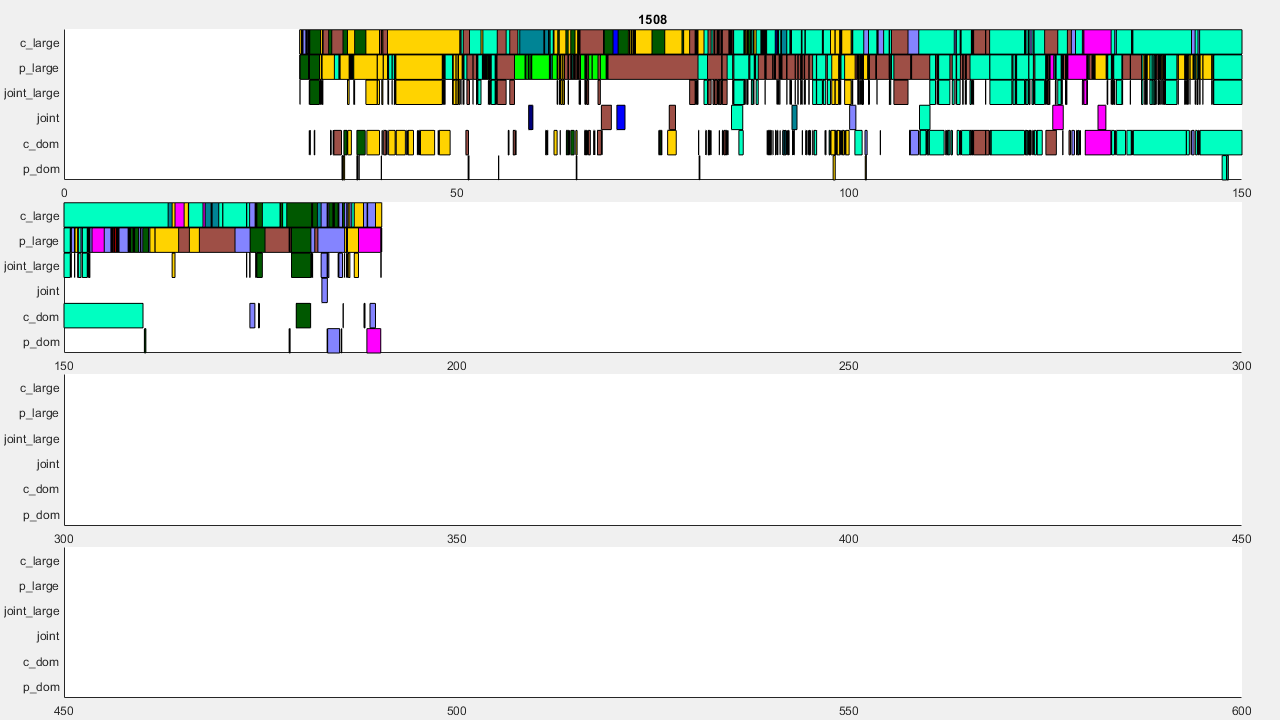 1508
c_large
p_large
joint_large
joint
c_dom
p_dom
0 50 100 150
c_large
p_large
joint_large
joint
c_dom
p_dom
150 200 250 300
c_large
p_large
joint_large
joint
c_dom
p_dom
300 350 400 450
c_large
p_large
joint_large
joint
c_dom
p_dom
450 500 550 600